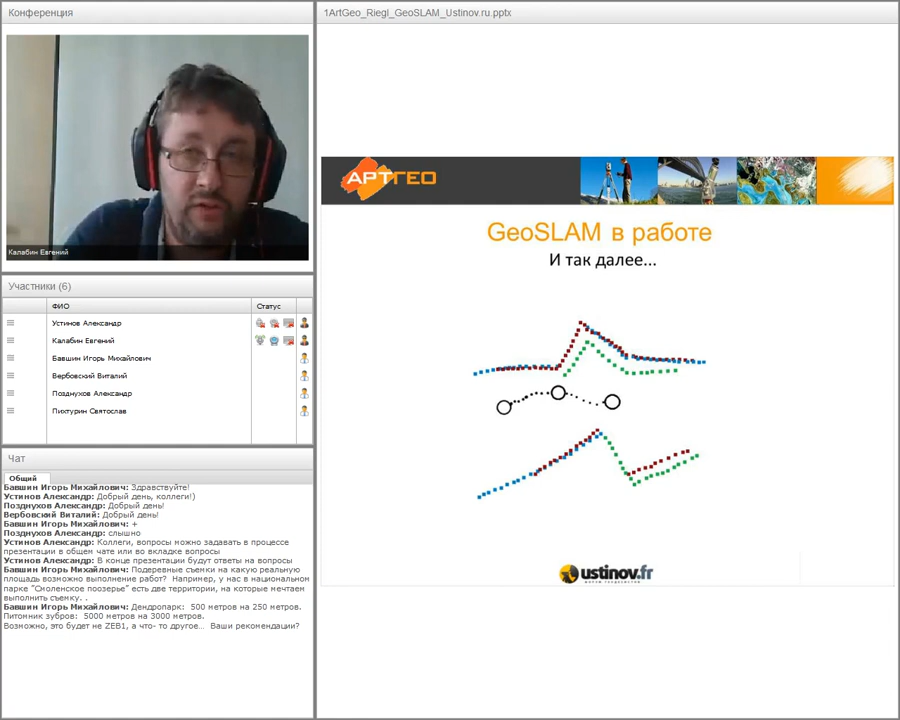 Конференция
Калабин Евгений
Участники (6)
ФИО
Статус
Устинов Александр
Калабин Евгений
Бавшин Игорь Михайлович
Вербовский Виталий
Позднухов Александр
Пихтурин Святослав
Чат
Общий
Бавшин Игорь Михайлович: Здравствуйте!
Устинов Александр: Добрый день, коллеги!)
Позднухов Александр: Добрый день!
Вербовский Виталий: Добрый день!
Бавшин Игорь Михайлович: +
Позднухов Александр: слышно
Устинов Александр: Коллеги, вопросы можно задавать в процессе
презентации в общем чате или во вкладке вопросы
Устинов Александр: В конце презентации будут ответы на вопросы
Бавшин Игорь Михайлович: Подеревные съемки на какую реальную
площадь возможно выполнение работ? Например, у нас в национальном
парке "Смоленское поозерье" есть две территории, на которые мечтаем
выполнить съемку. .
Бавшин Игорь Михайлович: Дендропарк: 500 метров на 250 метров.
Питомник зубров: 5000 метров на 3000 метров.
Возможно, это будет не ZEB1, а что- то другое... Ваши рекомендации?
1ArtGeo_Riegl_GeoSLAM_Ustinov.ru.pptx
АРТГЕО
GeoSLAM в работе
И так далее...
ustinov.fr